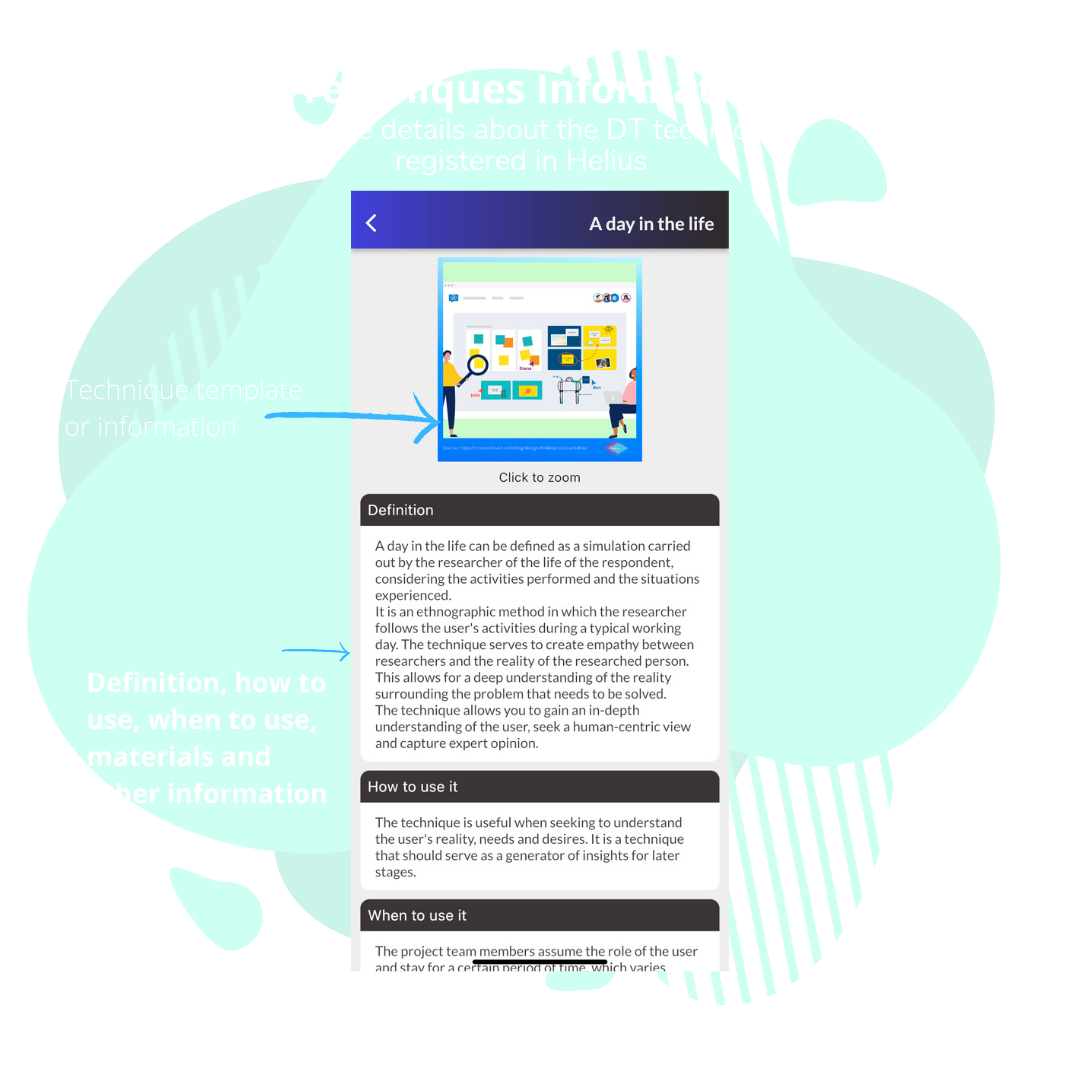 Techniques Informat
e details about the DT techni
registered in Helius
A day in the life
Technique template
or information
Diana
Julie
Ben
Click to zoom
Definition
A day in the life can be defined as a simulation carried
out by the researcher of the life of the respondent,
considering the activities performed and the situations
experienced.
It is an ethnographic method in which the researcher
follows the user's activities during a typical working
day. The technique serves to create empathy between
researchers and the reality of the researched person.
This allows for a deep understanding of the reality
surrounding the problem that needs to be solved.
The technique allows you to gain an in-depth
understanding of the user, seek a human-centric view
and capture expert opinion.
Definition, how to
use, when to use,
materials and
other information
How to use it
The technique is useful when seeking to understand
the user's reality, needs and desires. It is a technique
that should serve as a generator of insights for later
stages.
When to use it
The project team members assume the role of the user
and stay for a certain period of time, which varies